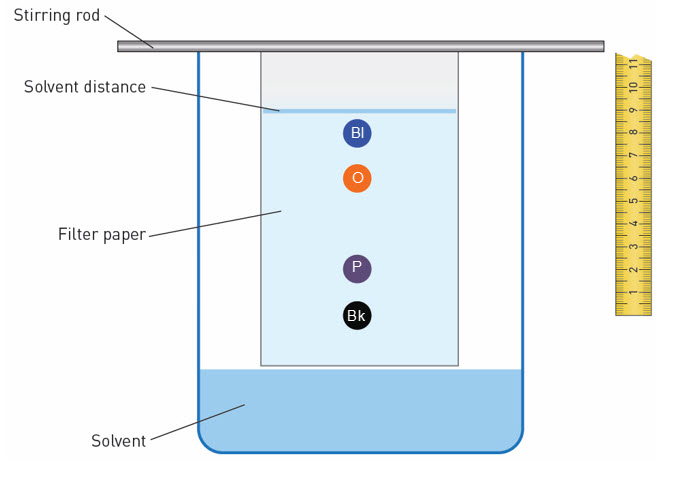 Stirring rod
Solvent distance
Filter paper
Solvent
Bl
O
P
Bk
11
10
9
8
7
6
5
4
3
2
1